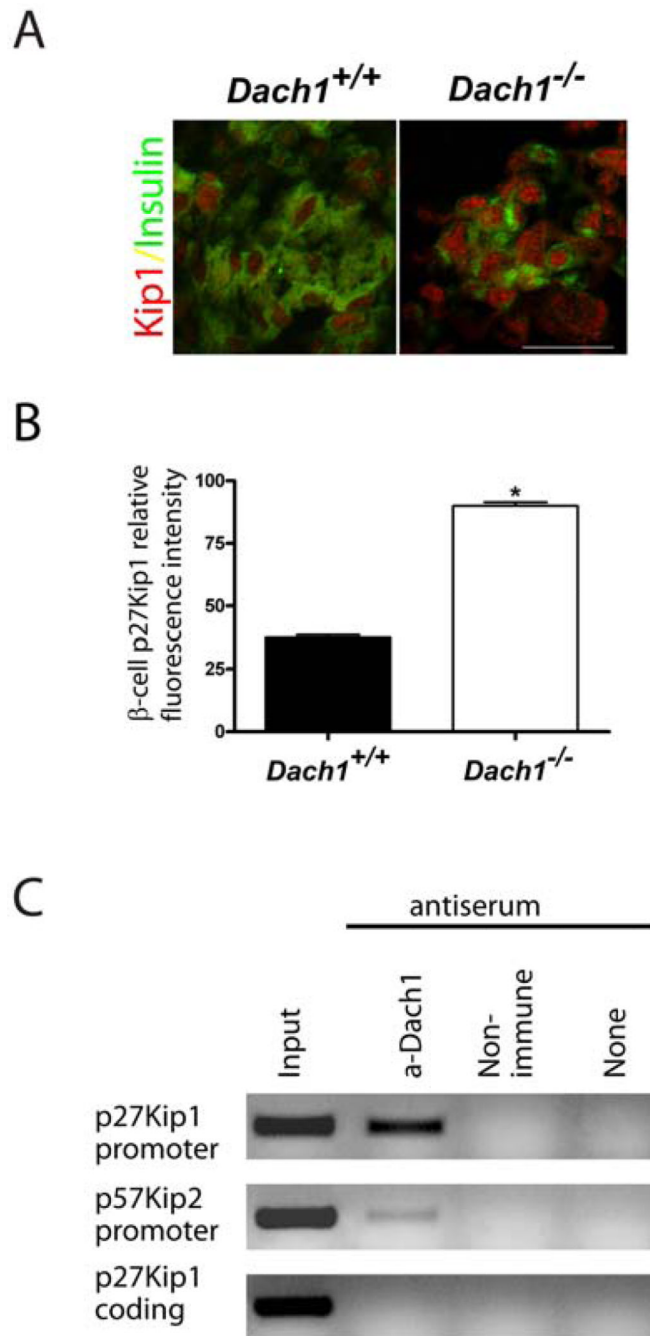 A
Dach1+/+ Dach1-/-
Kip1/Insulin
B
β-cell p27Kip1 relative
fluorescence intensity
100
75
50
25
0
*
Dach1+/+ Dach1-/-
C
antiserum
Input
a-Dach1
Non-
immune
None
p27Kip1
promoter
p57Kip2
promoter
p27Kip1
coding